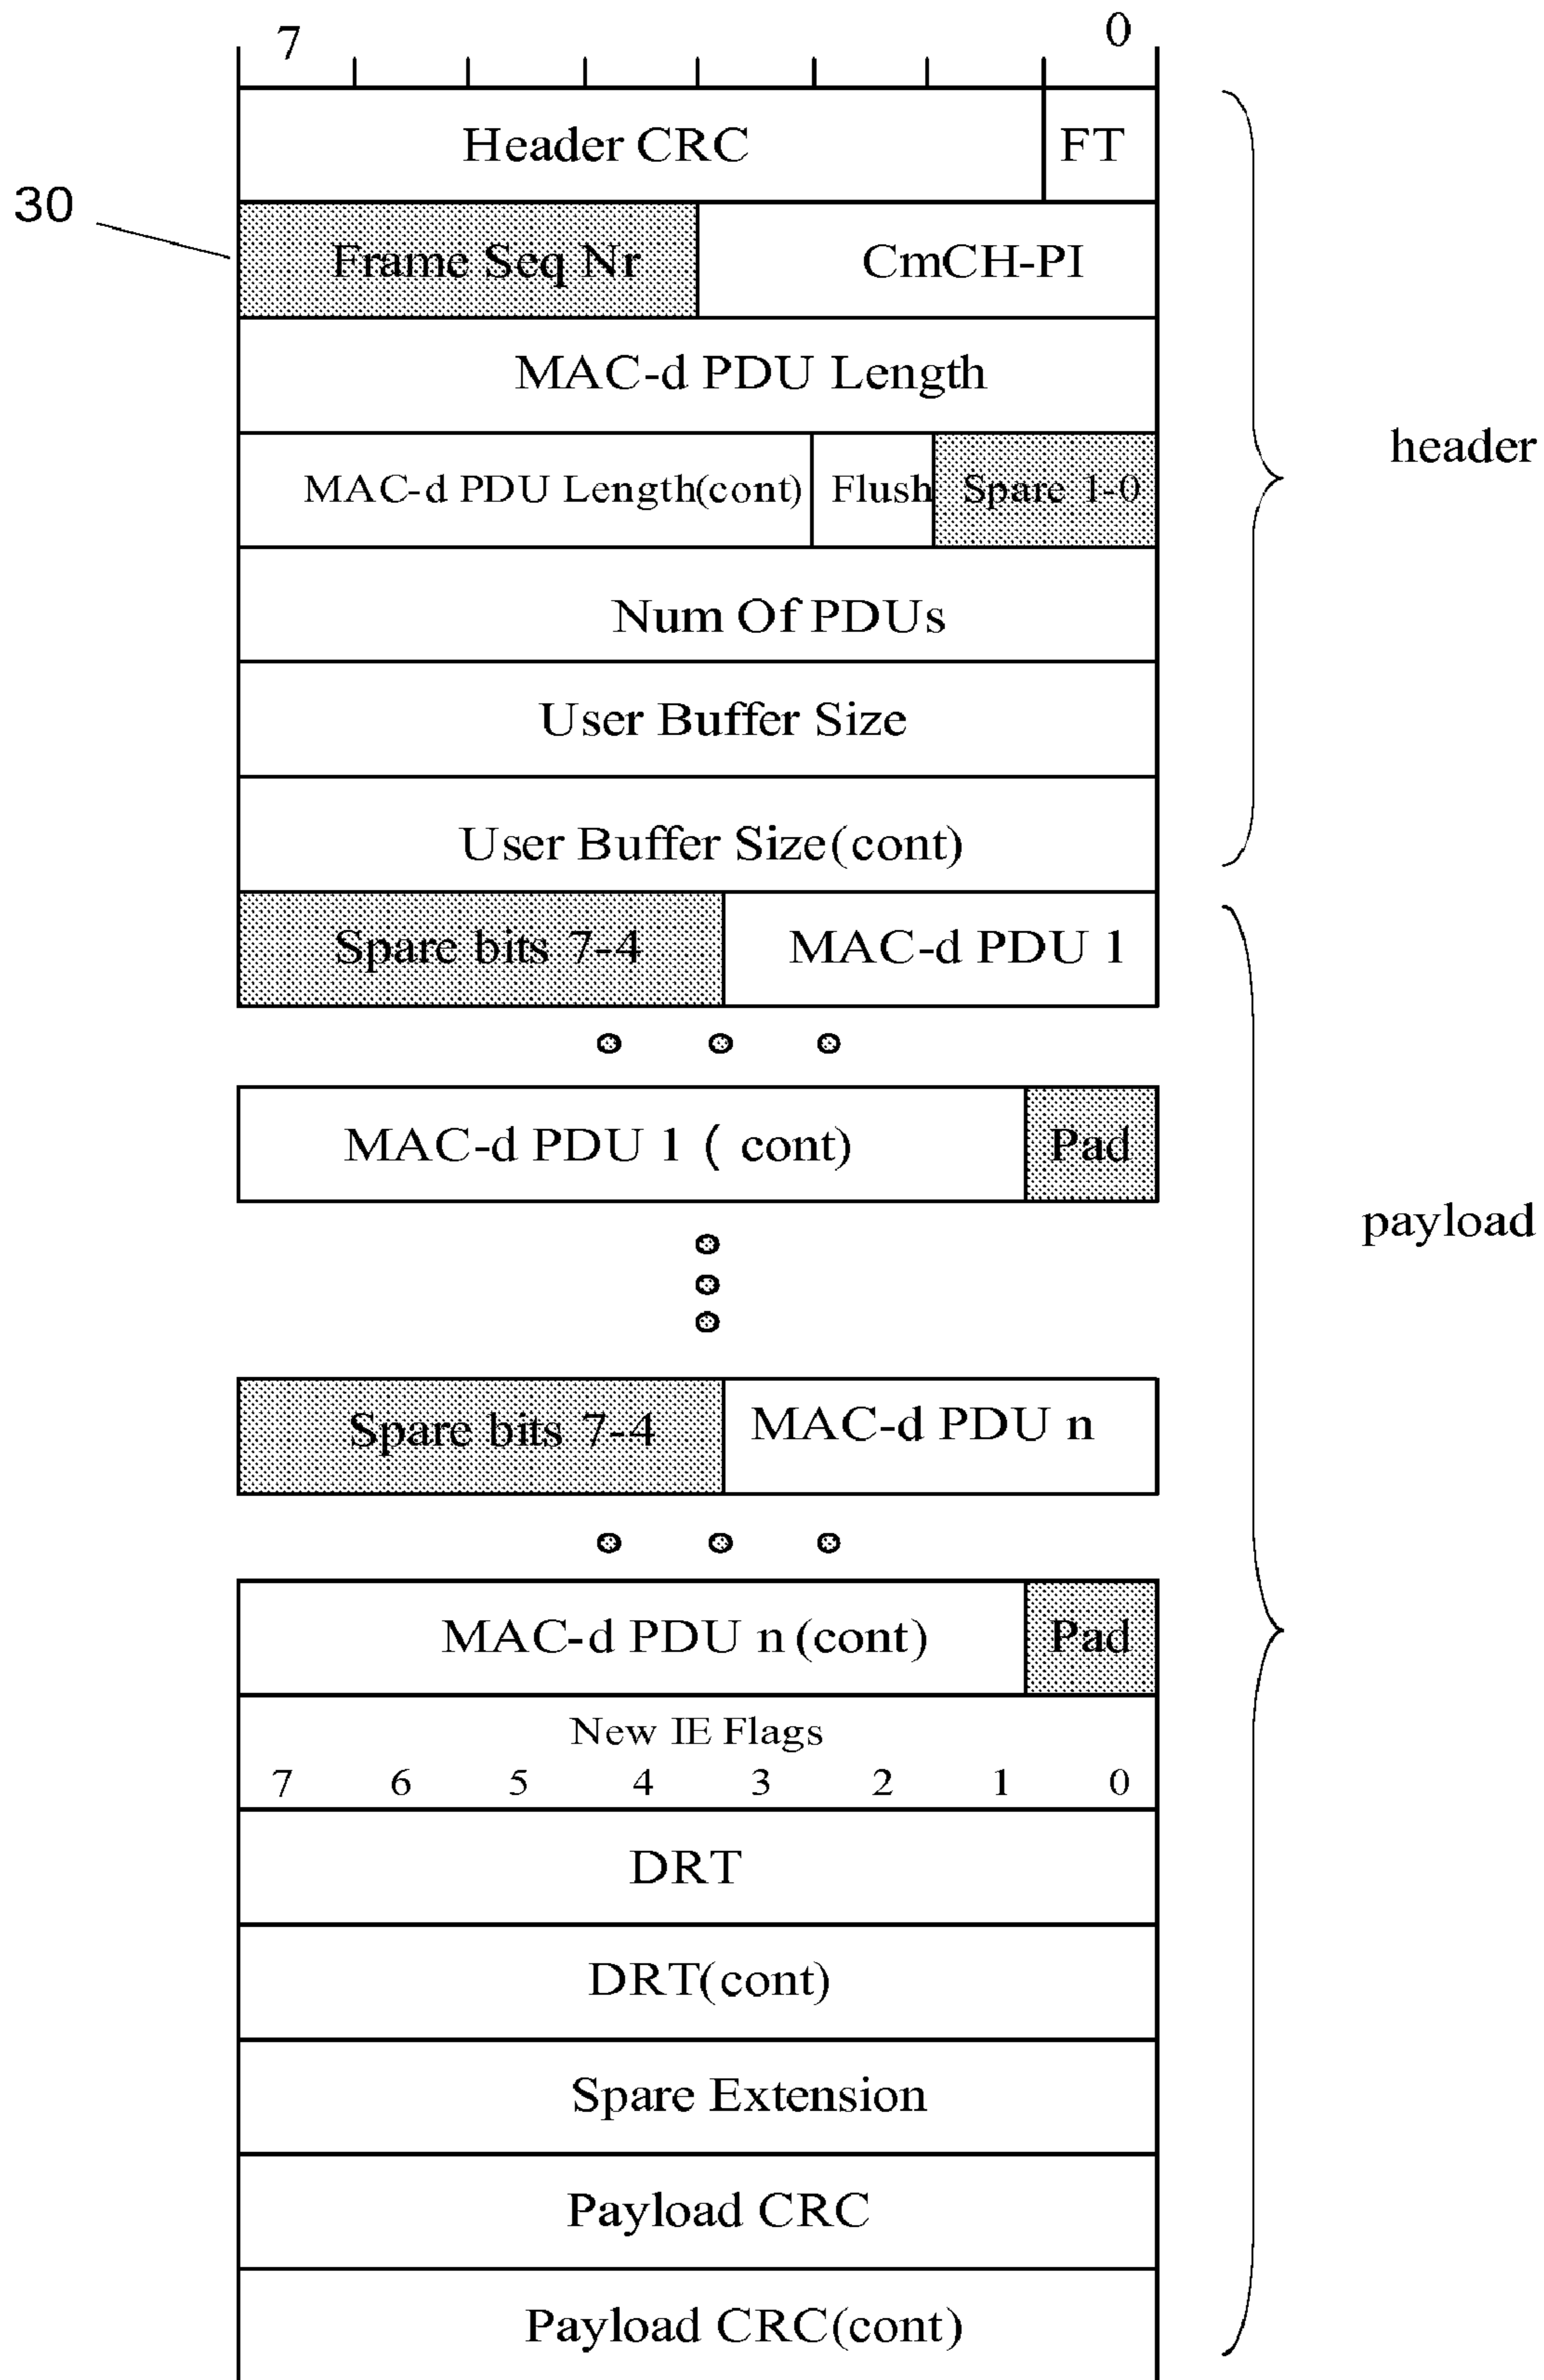 7 0
Header CRC FT
30
Frame Seq Nr CmCH-PI
MAC-d PDU Length
header
MAC-d PDU Length(cont) Flush Spare 1-0
Num Of PDUs
User Buffer Size
User Buffer Size(cont)
Spare bits 7-4 MAC-d PDU 1
MAC-d PDU 1 ( cont) Pad
payload
Spare bits 7-4 MAC-d PDU n
MAC-d PDU n (cont) Pad
New IE Flags
7 6 5 4 3 2 1 0
DRT
DRT(cont)
Spare Extension
Payload CRC
Payload CRC(cont)